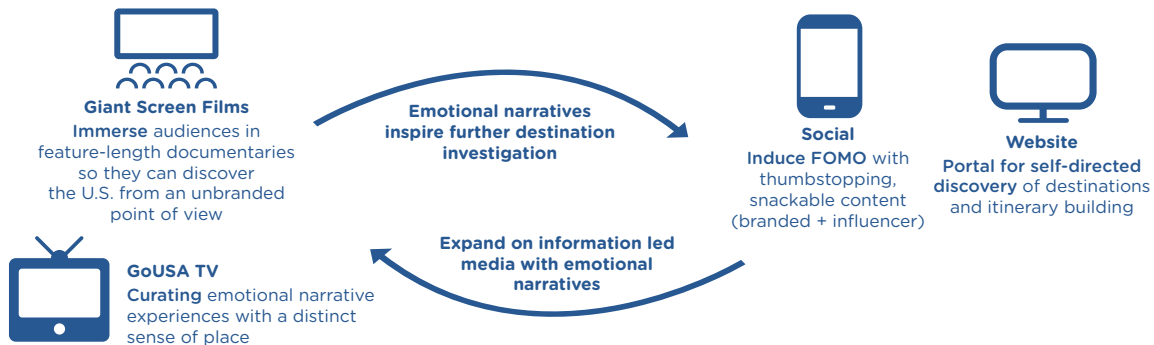 Giant Screen Films
Immerse audiences in
feature-length documentaries
so they can discover
the U.S. from an unbranded
point of view
GoUSA TV
Curating emotional narrative
experiences with a distinct
sense of place
Emotional narratives
inspire further destination
investigation
Expand on information led
media with emotional
narratives
Social
Induce FOMO with
thumbstopping,
snackable content
(branded + influencer)
Website
Portal for self-directed
discovery of destinations
and itinerary building